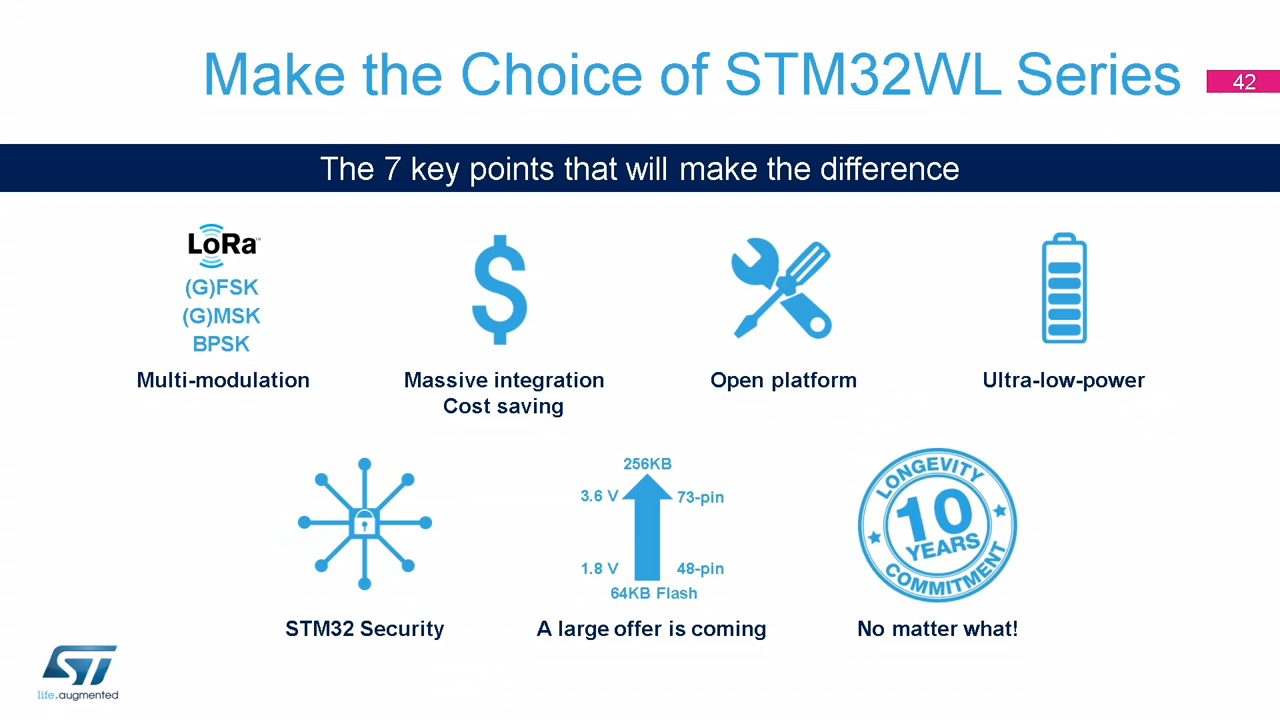 Make the Choice of STM32WL Series
42
The 7 key points that will make the difference
LoRa™
(G)FSK
(G)MSK
BPSK
Multi-modulation
$
Massive integration
Cost saving
Open platform
Ultra-low-power
STM32 Security
256KB
3.6 V
73-pin
1.8 V
48-pin
64KB Flash
A large offer is coming
LONGEVITY
10
YEARS
COMMITMENT
No matter what!
ST
life.augmented